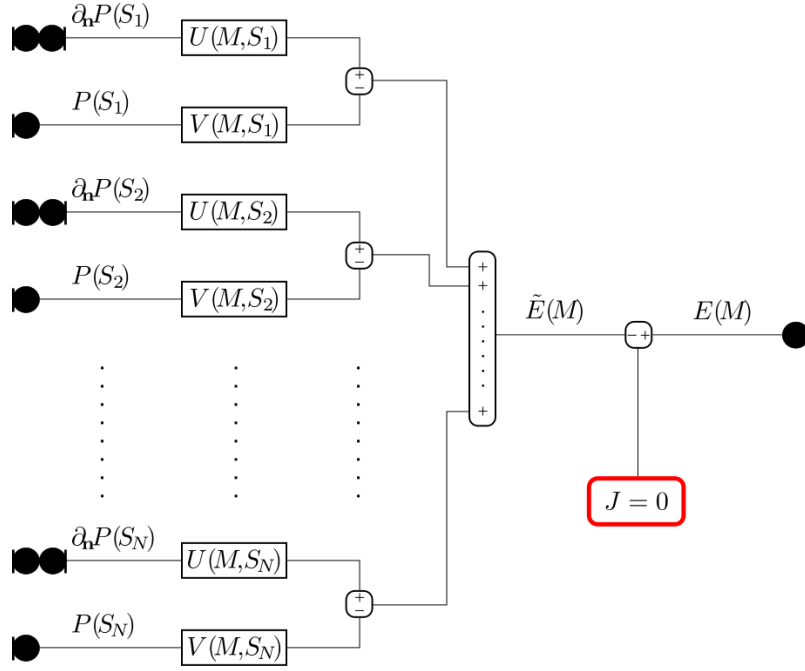 ∂ₙP(S₁)
U(M,S₁)
+
−
P(S₁)
V(M,S₁)
∂ₙP(S₂)
U(M,S₂)
+
−
P(S₂)
V(M,S₂)
+
+
+
Ẽ(M)
− +
E(M)
J = 0
∂ₙP(S_N)
U(M,S_N)
+
−
P(S_N)
V(M,S_N)